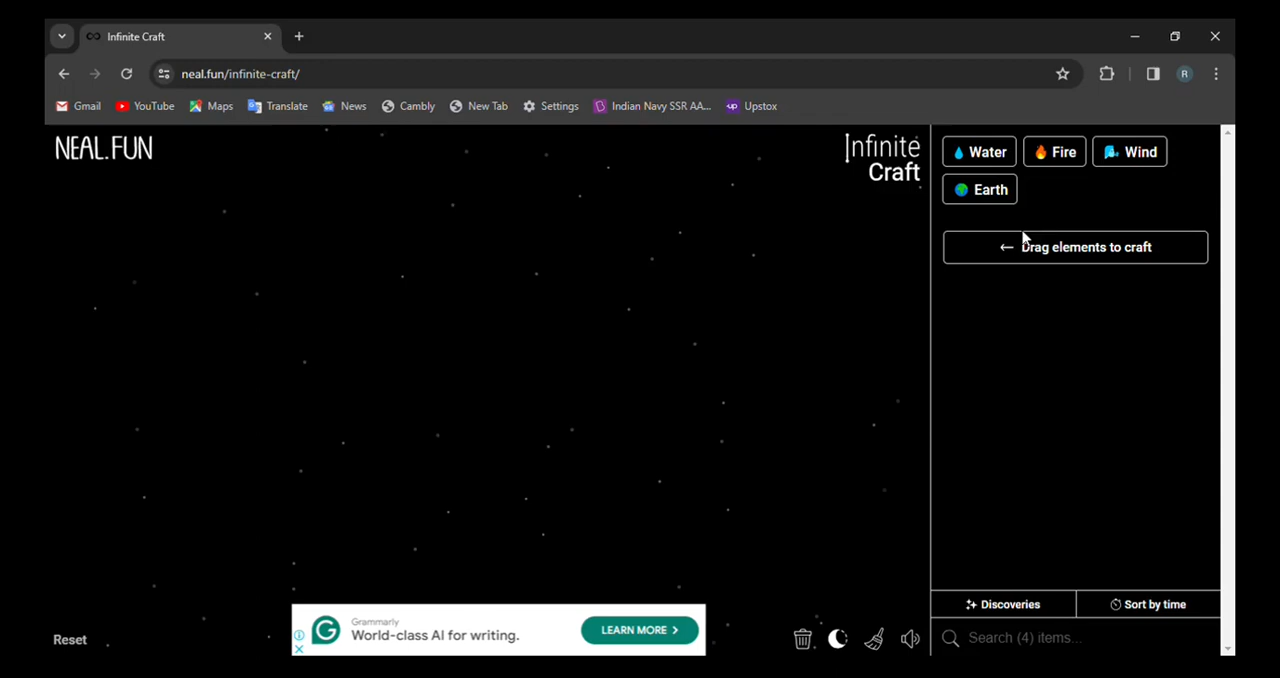 Infinite Craft
neal.fun/infinite-craft/
Gmail YouTube Maps Translate News Cambly New Tab Settings Indian Navy SSR AA... Upstox
NEAL.FUN
Infinite
Craft
Water Fire Wind
Earth
← Drag elements to craft
Discoveries Sort by time
Search (4) items...
Reset
Grammarly
World-class AI for writing.
LEARN MORE >
R